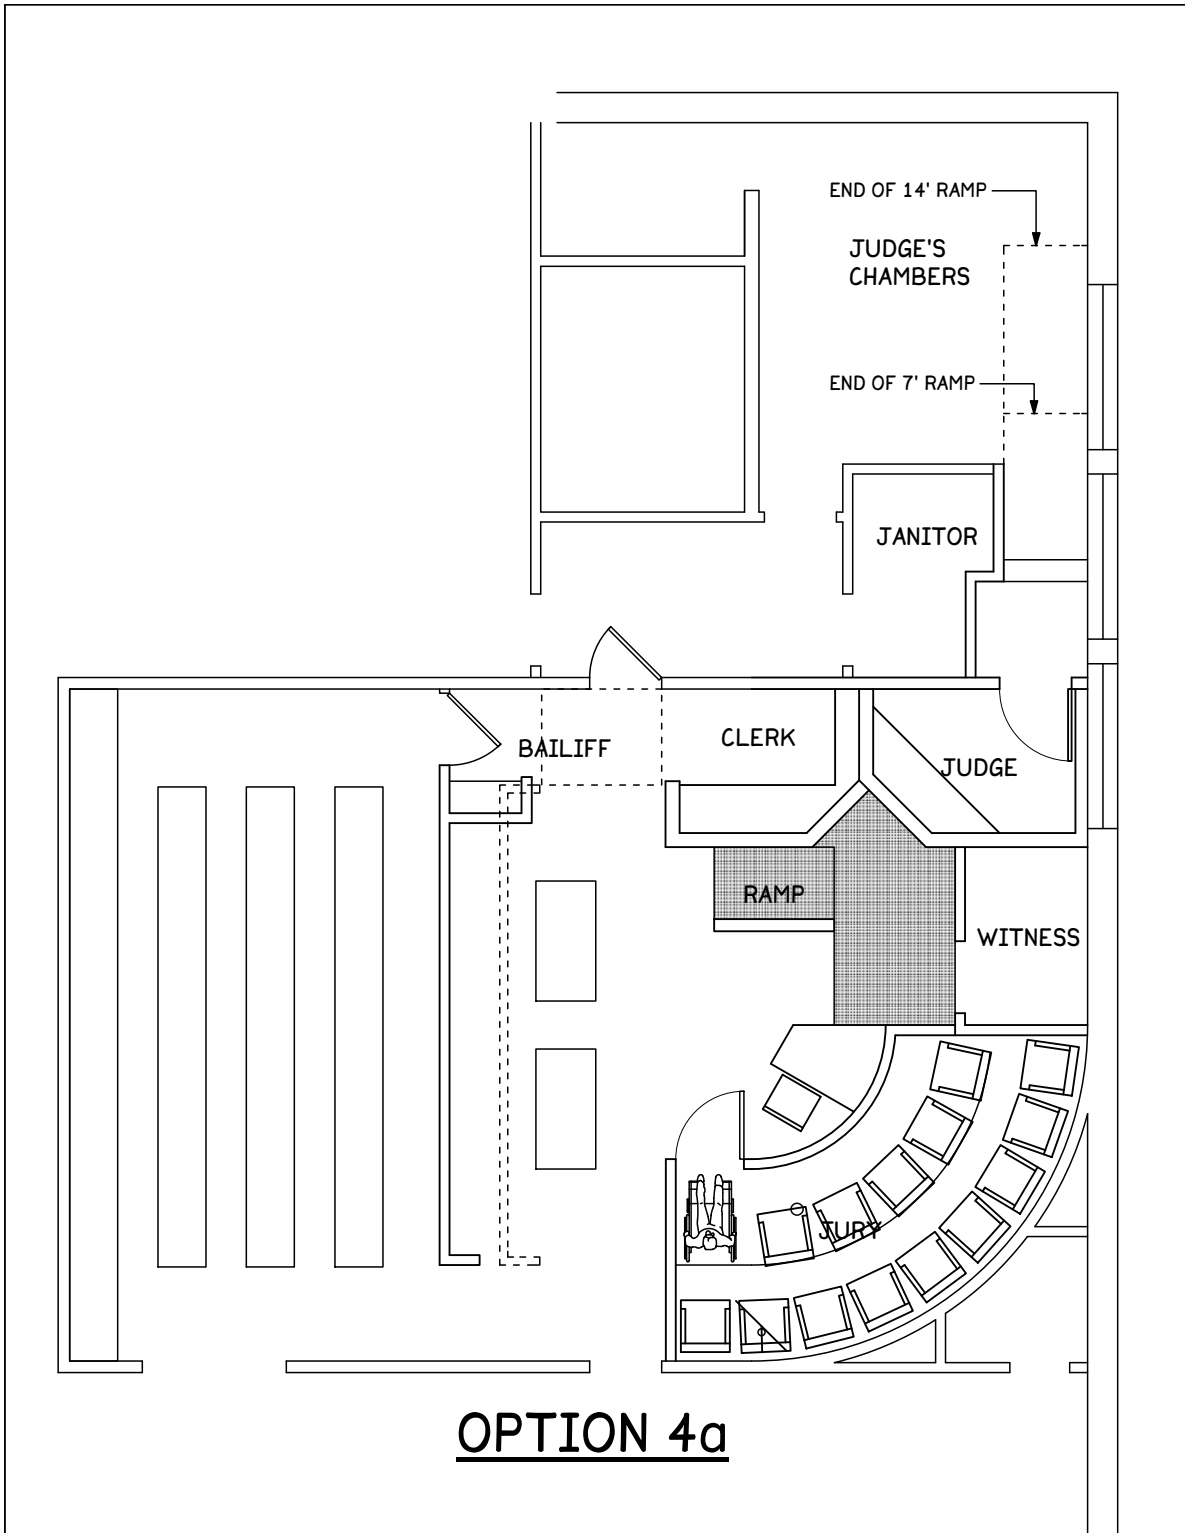 END OF 14' RAMP
JUDGE'S
CHAMBERS
END OF 7' RAMP
JANITOR
BAILIFF
CLERK
JUDGE
RAMP
WITNESS
JURY
OPTION 4a